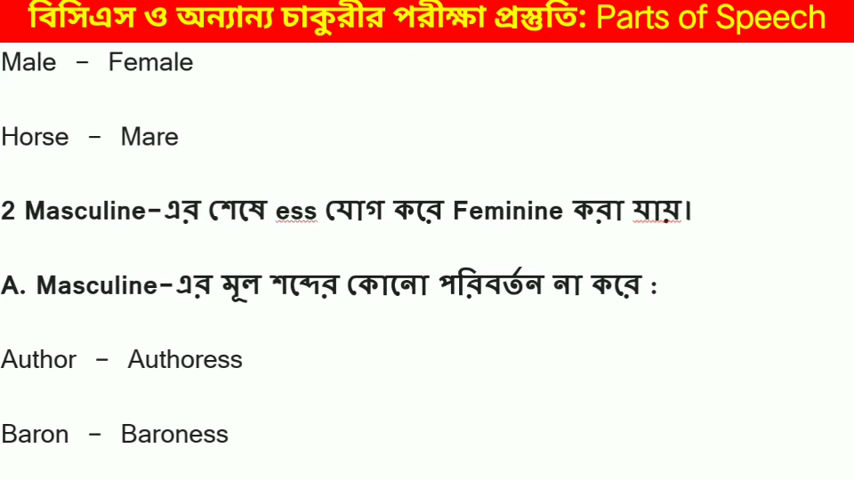 বিসিএস ও অন্যান্য চাকুরীর পরীক্ষা প্রস্তুতি: Parts of Speech
Male – Female
Horse – Mare
2 Masculine-এর শেষে ess যোগ করে Feminine করা যায়।
A. Masculine-এর মূল শব্দের কোনো পরিবর্তন না করে :
Author – Authoress
Baron – Baroness